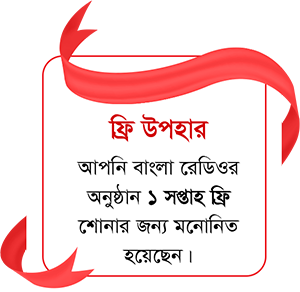 ফ্রি উপহার
আপনি বাংলা রেডিওর
অনুষ্ঠান ১ সপ্তাহ ফ্রি
শোনার জন্য মনোনিত
হয়েছেন।